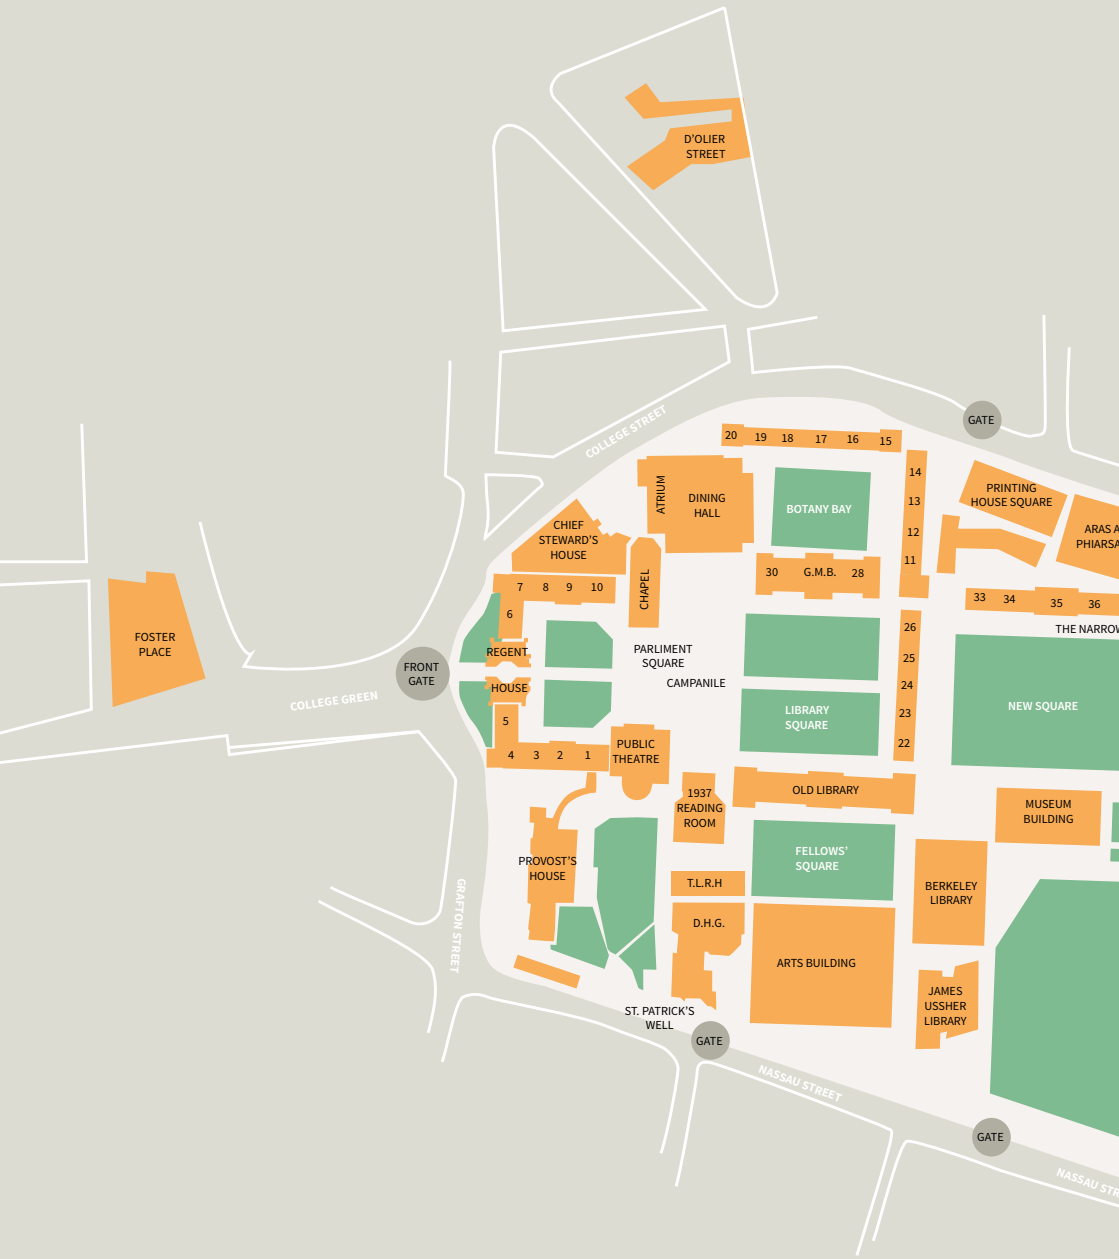 D'OLIER
STREET
COLLEGE STREET
GATE
20 19 18 17 16 15
14
13
12
11
ATRIUM
DINING
HALL
BOTANY BAY
PRINTING
HOUSE SQUARE
ARAS A
PHIARSA
CHIEF
STEWARD'S
HOUSE
CHAPEL
30 G.M.B. 28
7 8 9 10
6
33 34 35 36
THE NARROW
REGENT
HOUSE
FRONT
GATE
FOSTER
PLACE
COLLEGE GREEN
PARLIMENT
SQUARE
CAMPANILE
26
25
24
23
22
LIBRARY
SQUARE
NEW SQUARE
5
4 3 2 1
PUBLIC
THEATRE
1937
READING
ROOM
OLD LIBRARY
MUSEUM
BUILDING
PROVOST'S
HOUSE
FELLOWS'
SQUARE
T.L.R.H
D.H.G.
BERKELEY
LIBRARY
GRAFTON STREET
ARTS BUILDING
JAMES
USSHER
LIBRARY
ST. PATRICK'S
WELL
GATE
NASSAU STREET
GATE
NASSAU STR